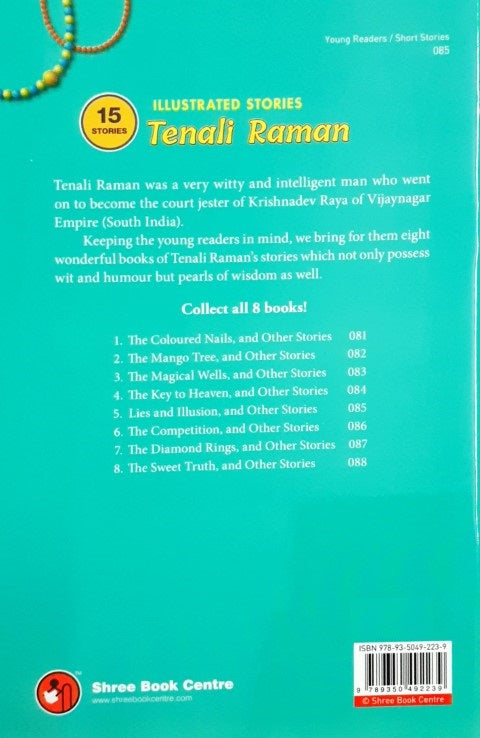 Young Readers / Short Stories
085
15
STORIES
ILLUSTRATED STORIES
Tenali Raman
Tenali Raman was a very witty and intelligent man who went
on to become the court jester of Krishnadev Raya of Vijaynagar
Empire (South India).
Keeping the young readers in mind, we bring for them eight
wonderful books of Tenali Raman's stories which not only possess
wit and humour but pearls of wisdom as well.
Collect all 8 books!
1. The Coloured Nails, and Other Stories 081
2. The Mango Tree, and Other Stories 082
3. The Magical Wells, and Other Stories 083
4. The Key to Heaven, and Other Stories 084
5. Lies and Illusion, and Other Stories 085
6. The Competition, and Other Stories 086
7. The Diamond Rings, and Other Stories 087
8. The Sweet Truth, and Other Stories 088
ISBN 978-93-5049-223-9
9 789350 492239
© Shree Book Centre
TM
Shree Book Centre
www.shreebookcentre.com